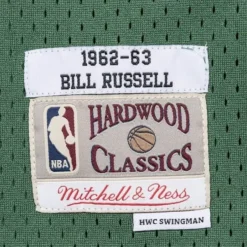 1962-63
BILL RUSSELL
NBA
HARDWOOD
CLASSICS
Mitchell & Ness
HWC SWINGMAN